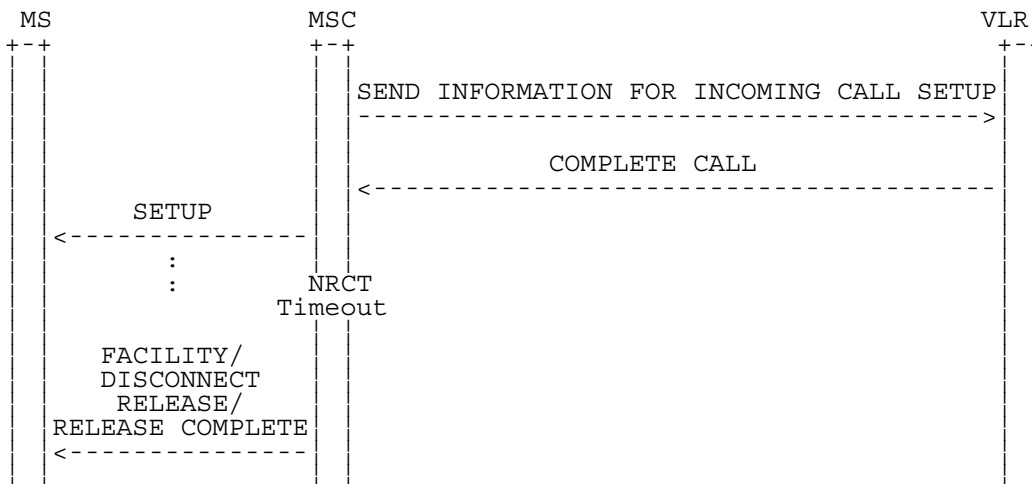 MS MSC VLR
SEND INFORMATION FOR INCOMING CALL SETUP
COMPLETE CALL
SETUP
:
: NRCT
Timeout
FACILITY/
DISCONNECT
RELEASE/
RELEASE COMPLETE